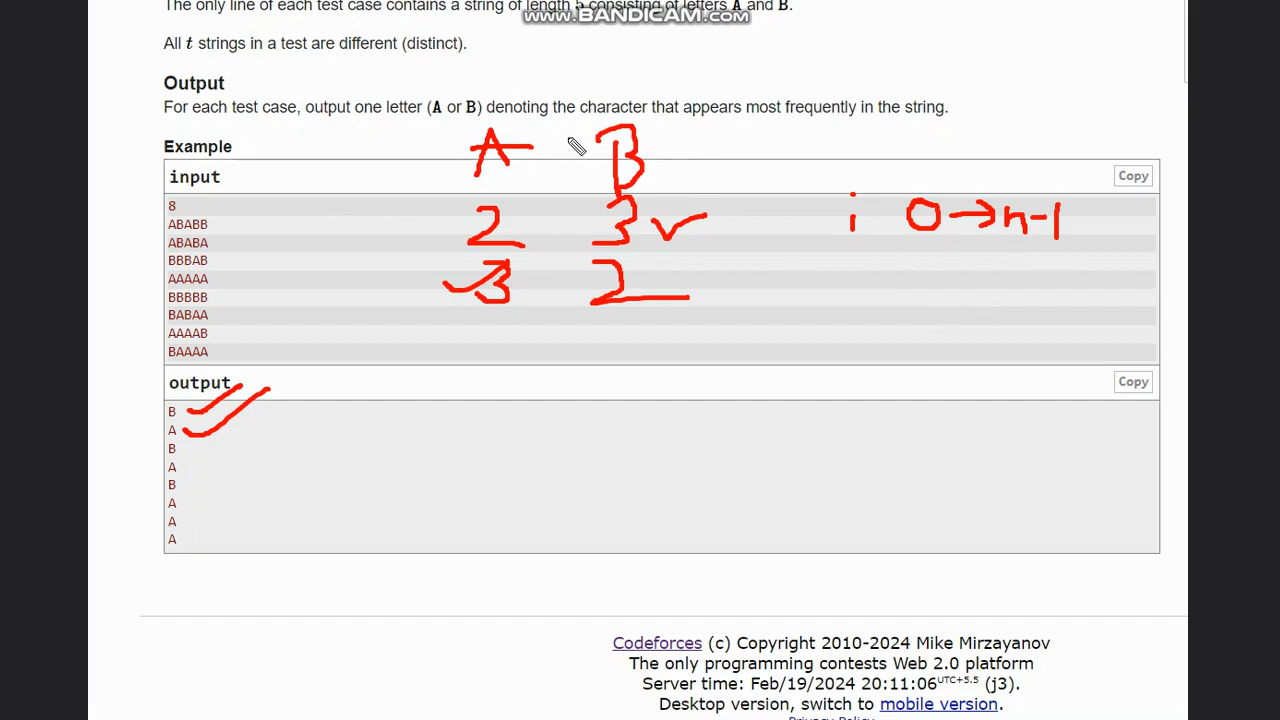 The only line of each test case contains a string of length 5 consisting of letters A and B.
www.BANDICAM.com
All t strings in a test are different (distinct).
Output
For each test case, output one letter (A or B) denoting the character that appears most frequently in the string.
Example
A B
input
Copy
8
ABABB
ABABA
BBBAB
AAAAA
BBBBB
BABAA
AAAAB
BAAAA
2 3
3 2
i 0 → n-1
output
Copy
B
A
B
A
B
A
A
A
Codeforces (c) Copyright 2010-2024 Mike Mirzayanov
The only programming contests Web 2.0 platform
Server time: Feb/19/2024 20:11:06UTC+5.5 (j3).
Desktop version, switch to mobile version.
Privacy Policy